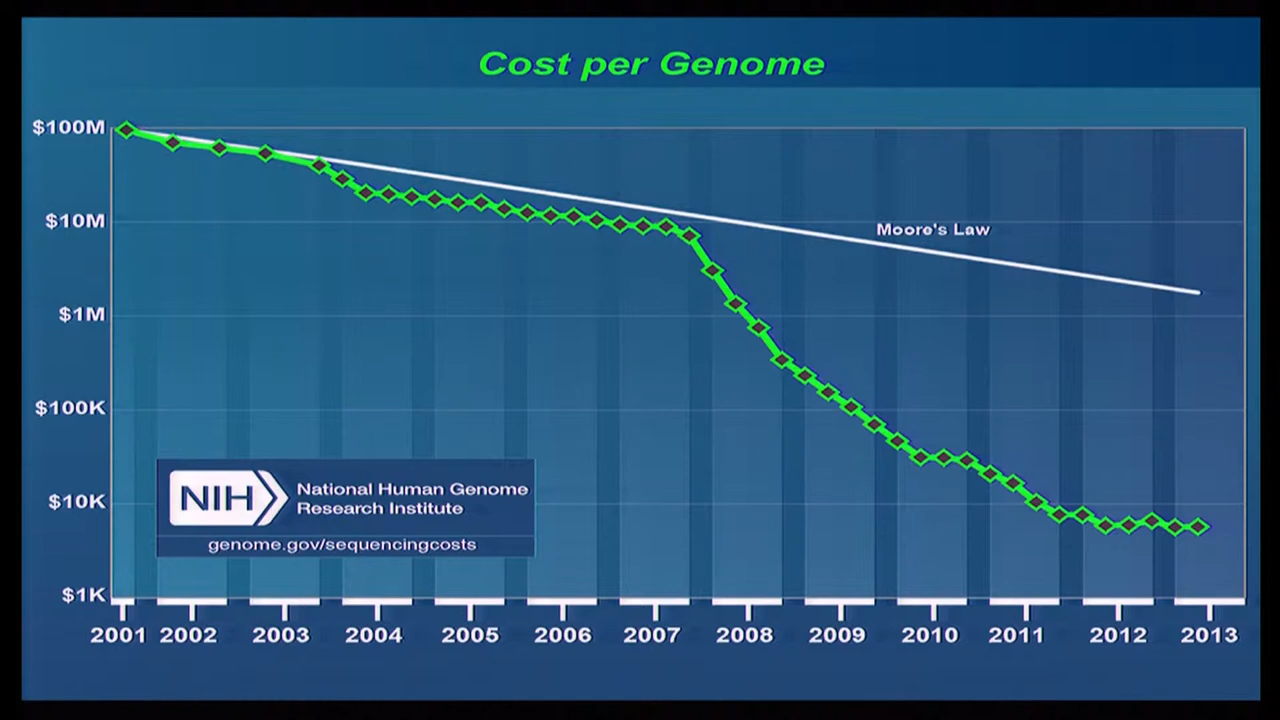 Cost per Genome
$100M
$10M
$1M
$100K
$10K
$1K
Moore's Law
NIH
National Human Genome
Research Institute
genome.gov/sequencingcosts
2001 2002 2003 2004 2005 2006 2007 2008 2009 2010 2011 2012 2013